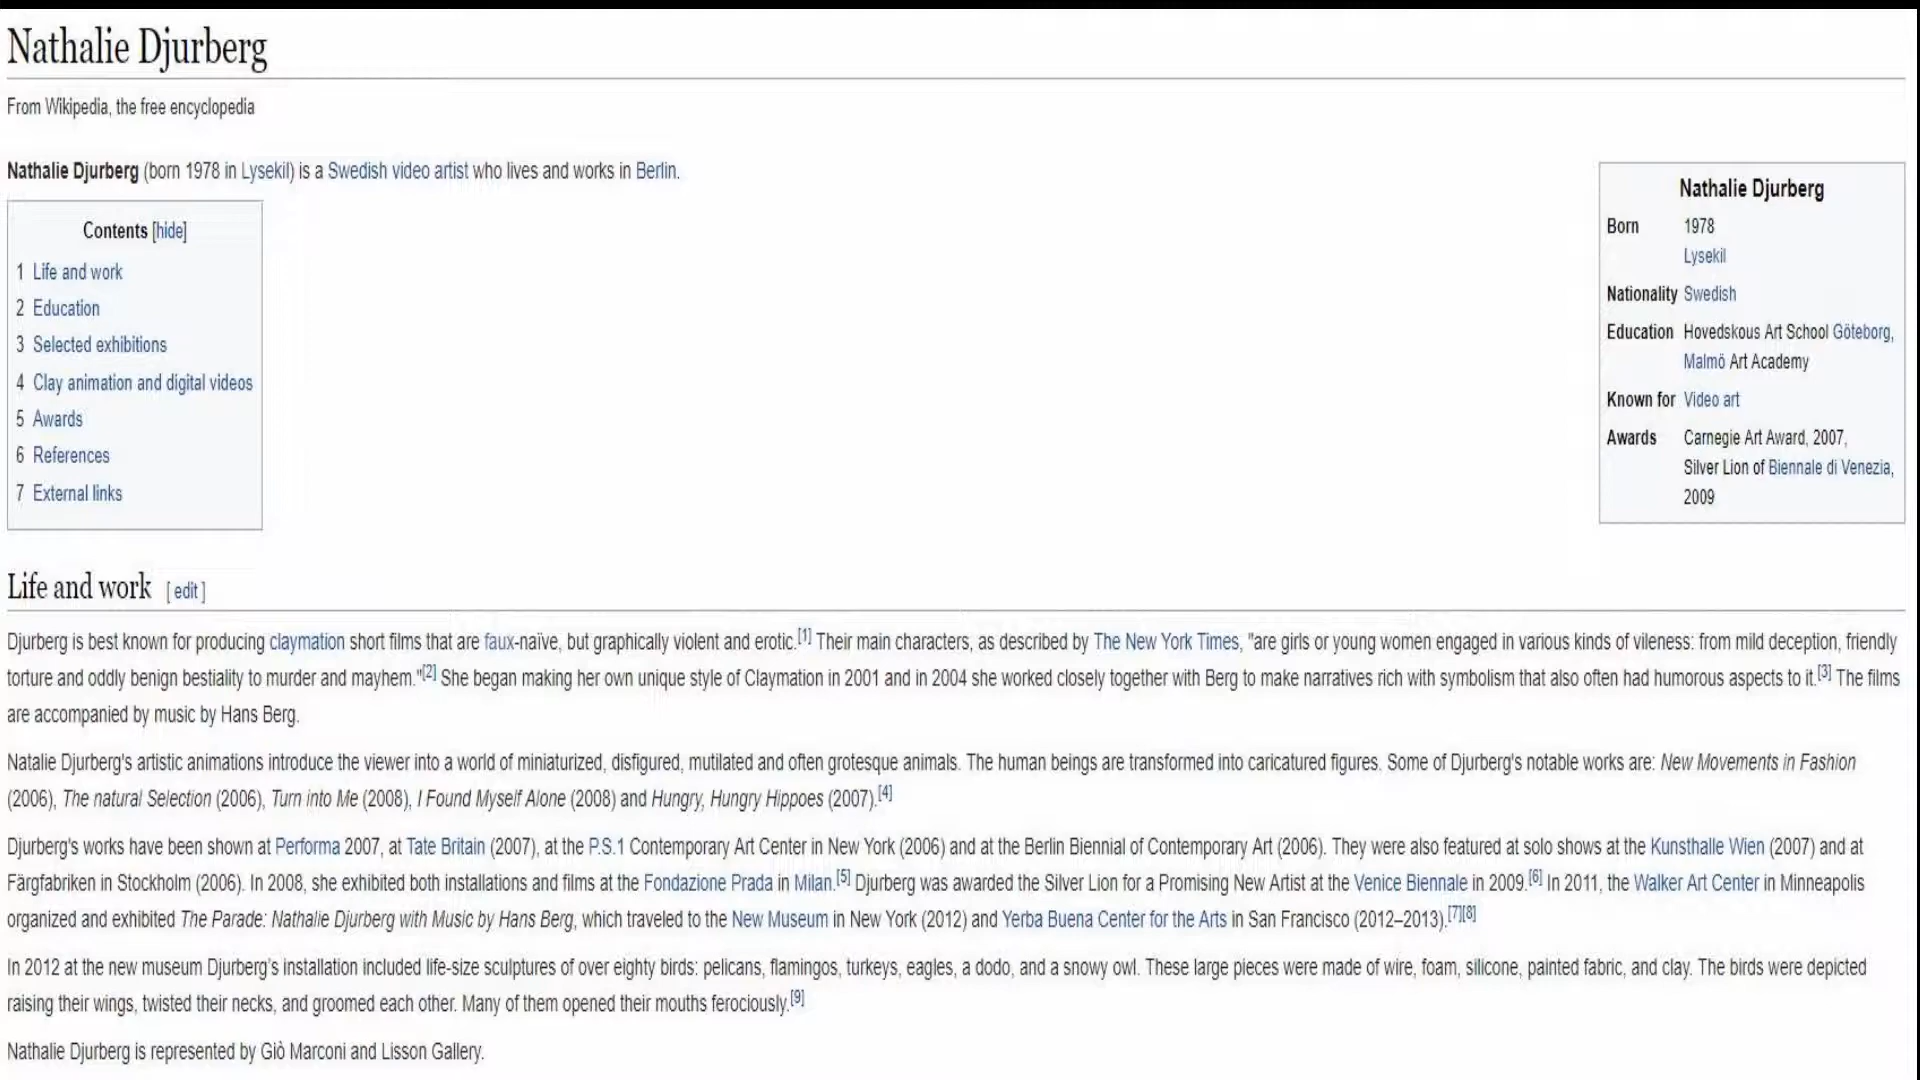 Nathalie Djurberg
From Wikipedia, the free encyclopedia
Nathalie Djurberg (born 1978 in Lysekil) is a Swedish video artist who lives and works in Berlin.
Contents [hide]
1 Life and work
2 Education
3 Selected exhibitions
4 Clay animation and digital videos
5 Awards
6 References
7 External links
Nathalie Djurberg
Born 1978
Lysekil
Nationality Swedish
Education Hovedskous Art School Göteborg,
Malmö Art Academy
Known for Video art
Awards Carnegie Art Award, 2007,
Silver Lion of Biennale di Venezia,
2009
Life and work [ edit ]
Djurberg is best known for producing claymation short films that are faux-naïve, but graphically violent and erotic.[1] Their main characters, as described by The New York Times, "are girls or young women engaged in various kinds of vileness: from mild deception, friendly
torture and oddly benign bestiality to murder and mayhem."[2] She began making her own unique style of Claymation in 2001 and in 2004 she worked closely together with Berg to make narratives rich with symbolism that also often had humorous aspects to it.[3] The films
are accompanied by music by Hans Berg.
Natalie Djurberg's artistic animations introduce the viewer into a world of miniaturized, disfigured, mutilated and often grotesque animals. The human beings are transformed into caricatured figures. Some of Djurberg's notable works are: New Movements in Fashion
(2006), The natural Selection (2006), Turn into Me (2008), I Found Myself Alone (2008) and Hungry, Hungry Hippoes (2007).[4]
Djurberg's works have been shown at Performa 2007, at Tate Britain (2007), at the P.S.1 Contemporary Art Center in New York (2006) and at the Berlin Biennial of Contemporary Art (2006). They were also featured at solo shows at the Kunsthalle Wien (2007) and at
Färgfabriken in Stockholm (2006). In 2008, she exhibited both installations and films at the Fondazione Prada in Milan.[5] Djurberg was awarded the Silver Lion for a Promising New Artist at the Venice Biennale in 2009.[6] In 2011, the Walker Art Center in Minneapolis
organized and exhibited The Parade: Nathalie Djurberg with Music by Hans Berg, which traveled to the New Museum in New York (2012) and Yerba Buena Center for the Arts in San Francisco (2012–2013).[7][8]
In 2012 at the new museum Djurberg's installation included life-size sculptures of over eighty birds: pelicans, flamingos, turkeys, eagles, a dodo, and a snowy owl. These large pieces were made of wire, foam, silicone, painted fabric, and clay. The birds were depicted
raising their wings, twisted their necks, and groomed each other. Many of them opened their mouths ferociously.[9]
Nathalie Djurberg is represented by Giò Marconi and Lisson Gallery.